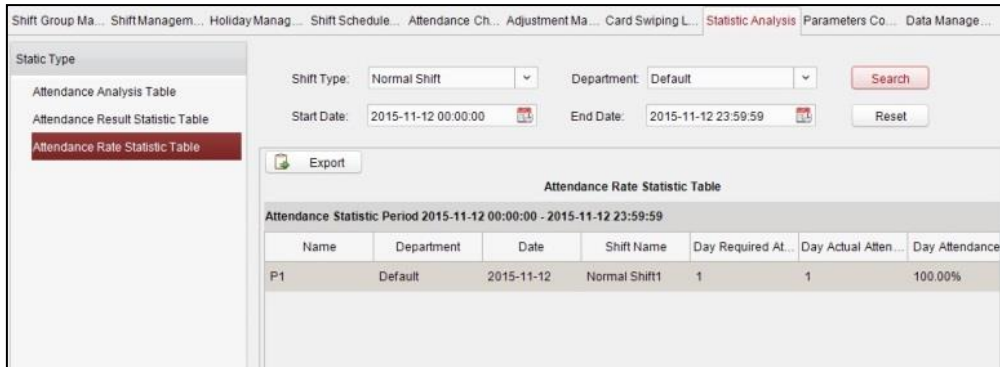 Shift Group Ma... Shift Managem... Holiday Manag... Shift Schedule... Attendance Ch... Adjustment Ma... Card Swiping L... Statistic Analysis Parameters Co... Data Manage...
Static Type
Attendance Analysis Table
Attendance Result Statistic Table
Attendance Rate Statistic Table
Shift Type: Normal Shift Department: Default Search
Start Date: 2015-11-12 00:00:00 End Date: 2015-11-12 23:59:59 Reset
Export
Attendance Rate Statistic Table
Attendance Statistic Period 2015-11-12 00:00:00 - 2015-11-12 23:59:59
Name Department Date Shift Name Day Required At... Day Actual Atten... Day Attendance
P1 Default 2015-11-12 Normal Shift1 1 1 100.00%